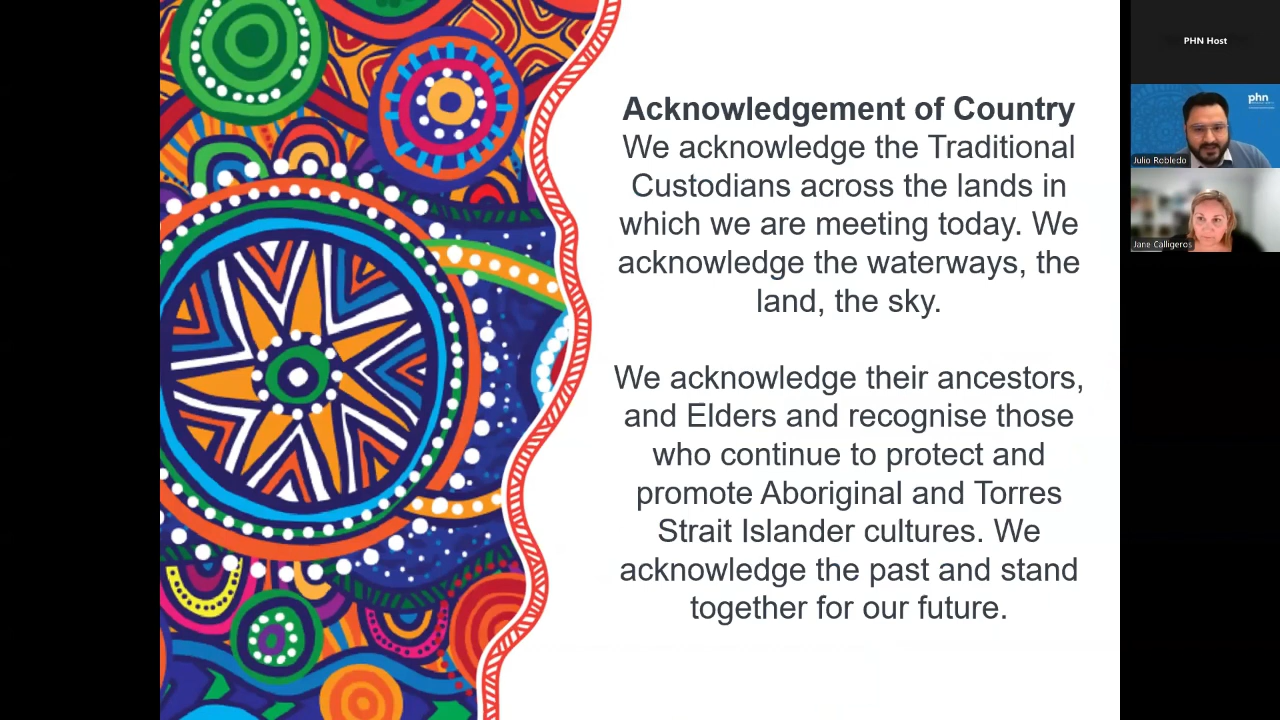 Acknowledgement of Country
We acknowledge the Traditional
Custodians across the lands in
which we are meeting today. We
acknowledge the waterways, the
land, the sky.
We acknowledge their ancestors,
and Elders and recognise those
who continue to protect and
promote Aboriginal and Torres
Strait Islander cultures. We
acknowledge the past and stand
together for our future.
PHN Host
phn
Julio Robledo
Jane Calligeros